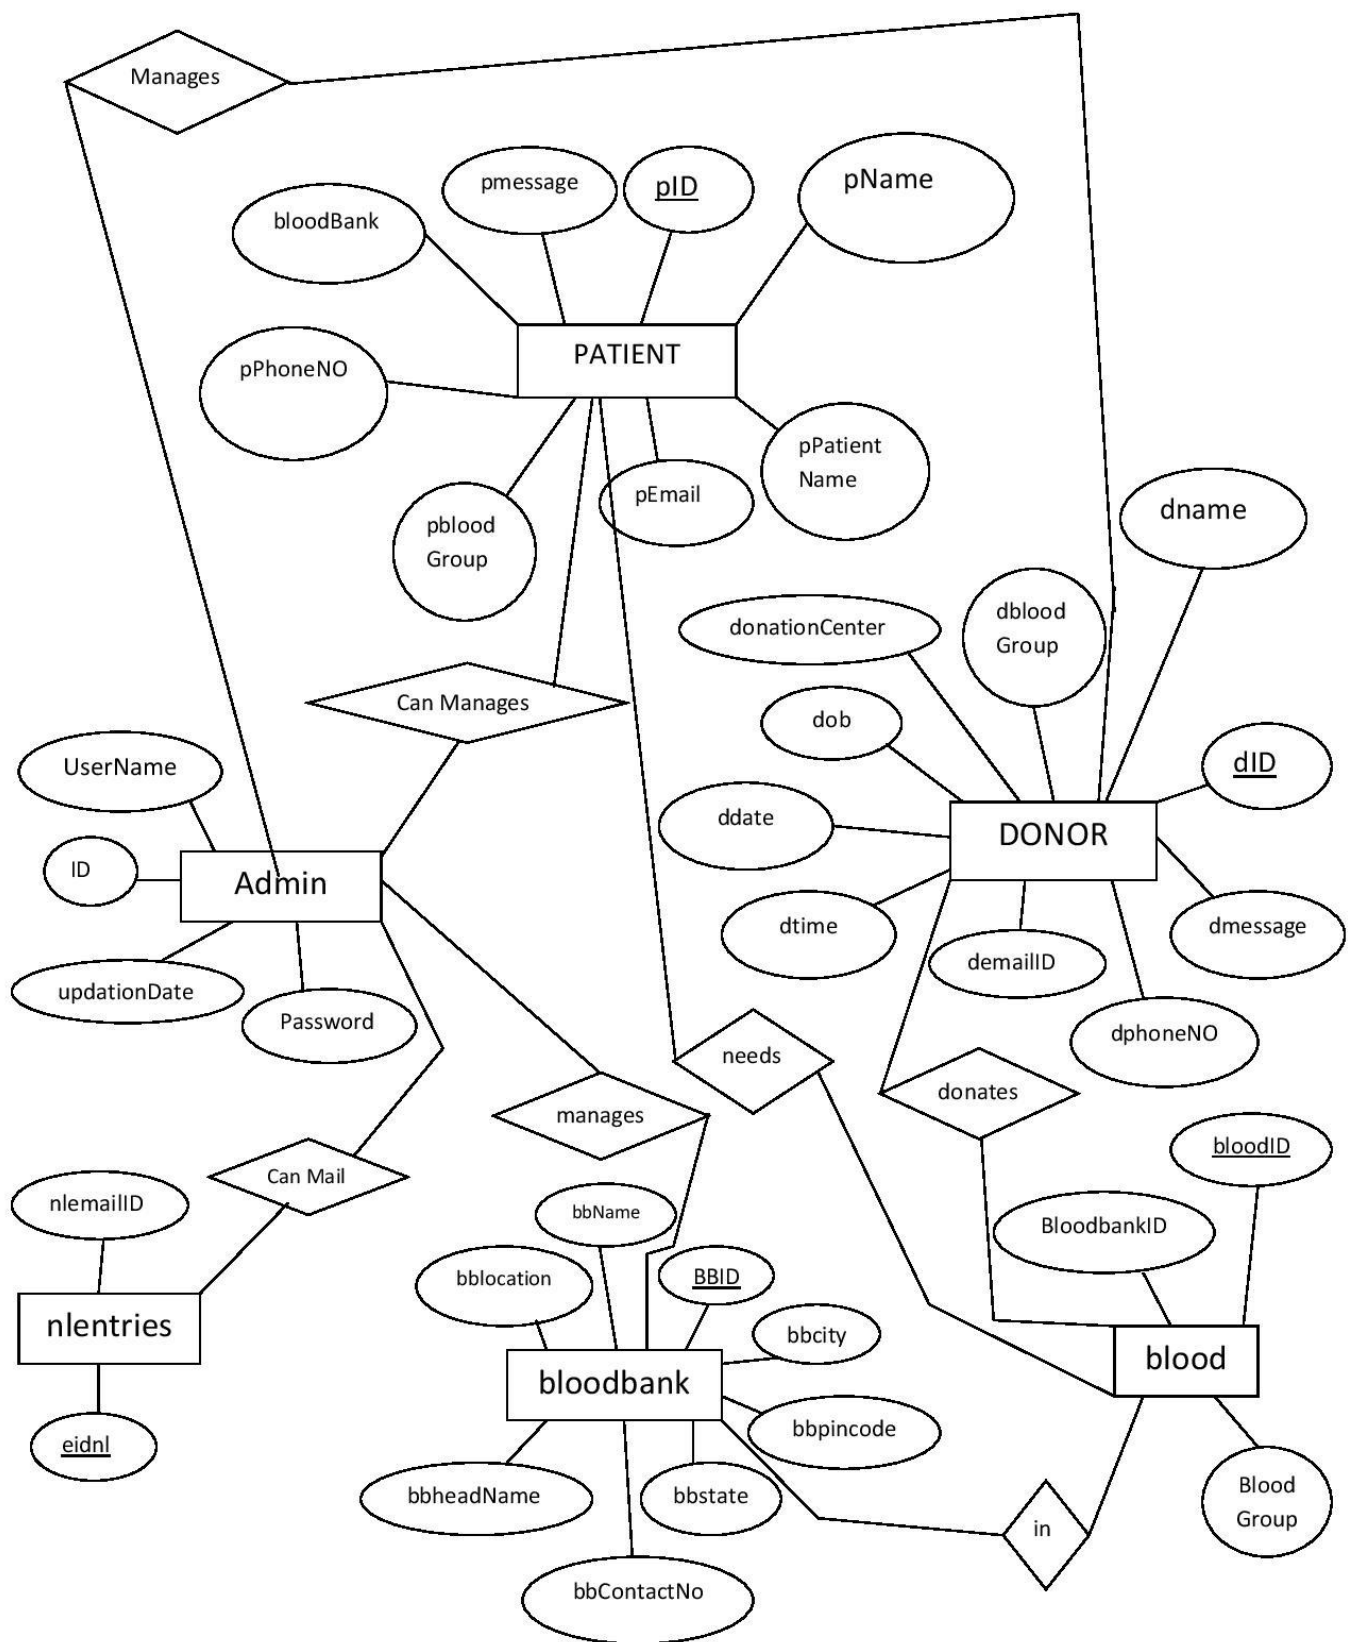 Manages
pmessage
pID
pName
bloodBank
PATIENT
pPhoneNO
pPatient
Name
pEmail
pblood
Group
dname
dblood
Group
donationCenter
Can Manages
dob
UserName
dID
ddate
DONOR
ID
Admin
dtime
dmessage
demailID
updationDate
Password
dphoneNO
needs
donates
manages
bloodID
Can Mail
nlemailID
bbName
BloodbankID
bblocation
BBID
nlentries
bbcity
blood
bloodbank
bbpincode
eidnl
bbheadName
bbstate
Blood
Group
in
bbContactNo